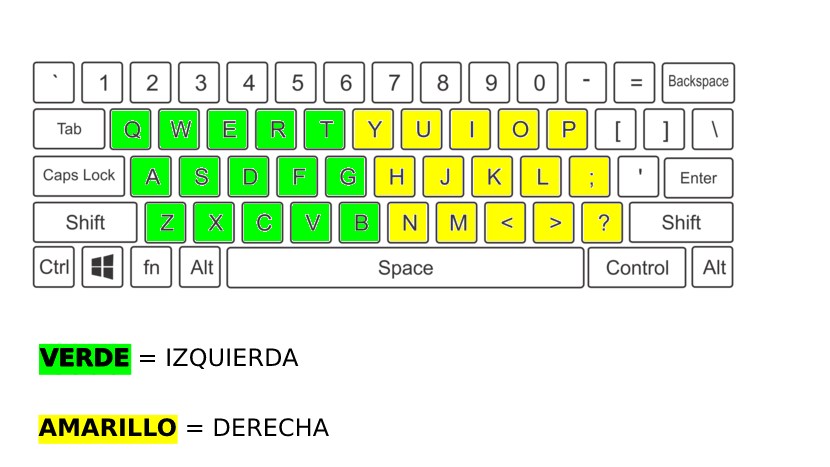 ` 1 2 3 4 5 6 7 8 9 0 - = Backspace
Tab Q W E R T Y U I O P [ ] \
Caps Lock A S D F G H J K L ; ' Enter
Shift Z X C V B N M < > ? Shift
Ctrl fn Alt Space Control Alt
VERDE = IZQUIERDA
AMARILLO = DERECHA